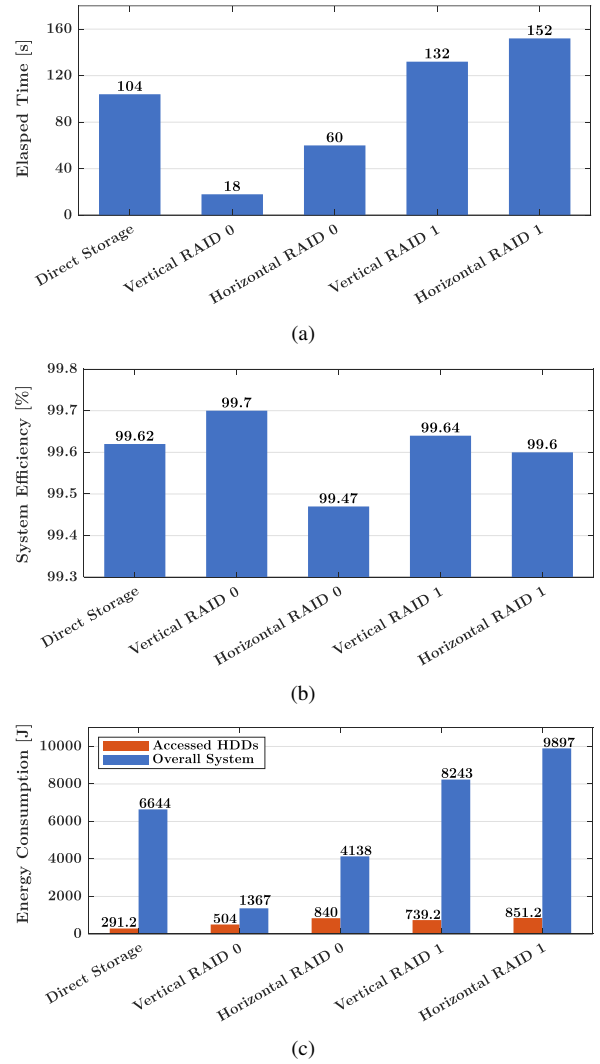 160
120
80
40
0
Elasped Time [s]
104
18
60
132
152
Direct Storage
Vertical RAID 0
Horizontal RAID 0
Vertical RAID 1
Horizontal RAID 1
(a)
99.8
99.7
99.6
99.5
99.4
99.3
System Efficiency [%]
99.62
99.7
99.47
99.64
99.6
Direct Storage
Vertical RAID 0
Horizontal RAID 0
Vertical RAID 1
Horizontal RAID 1
(b)
10000
8000
6000
4000
2000
0
Energy Consumption [J]
Accessed HDDs
Overall System
291.2
6644
504
1367
840
4138
739.2
8243
851.2
9897
Direct Storage
Vertical RAID 0
Horizontal RAID 0
Vertical RAID 1
Horizontal RAID 1
(c)